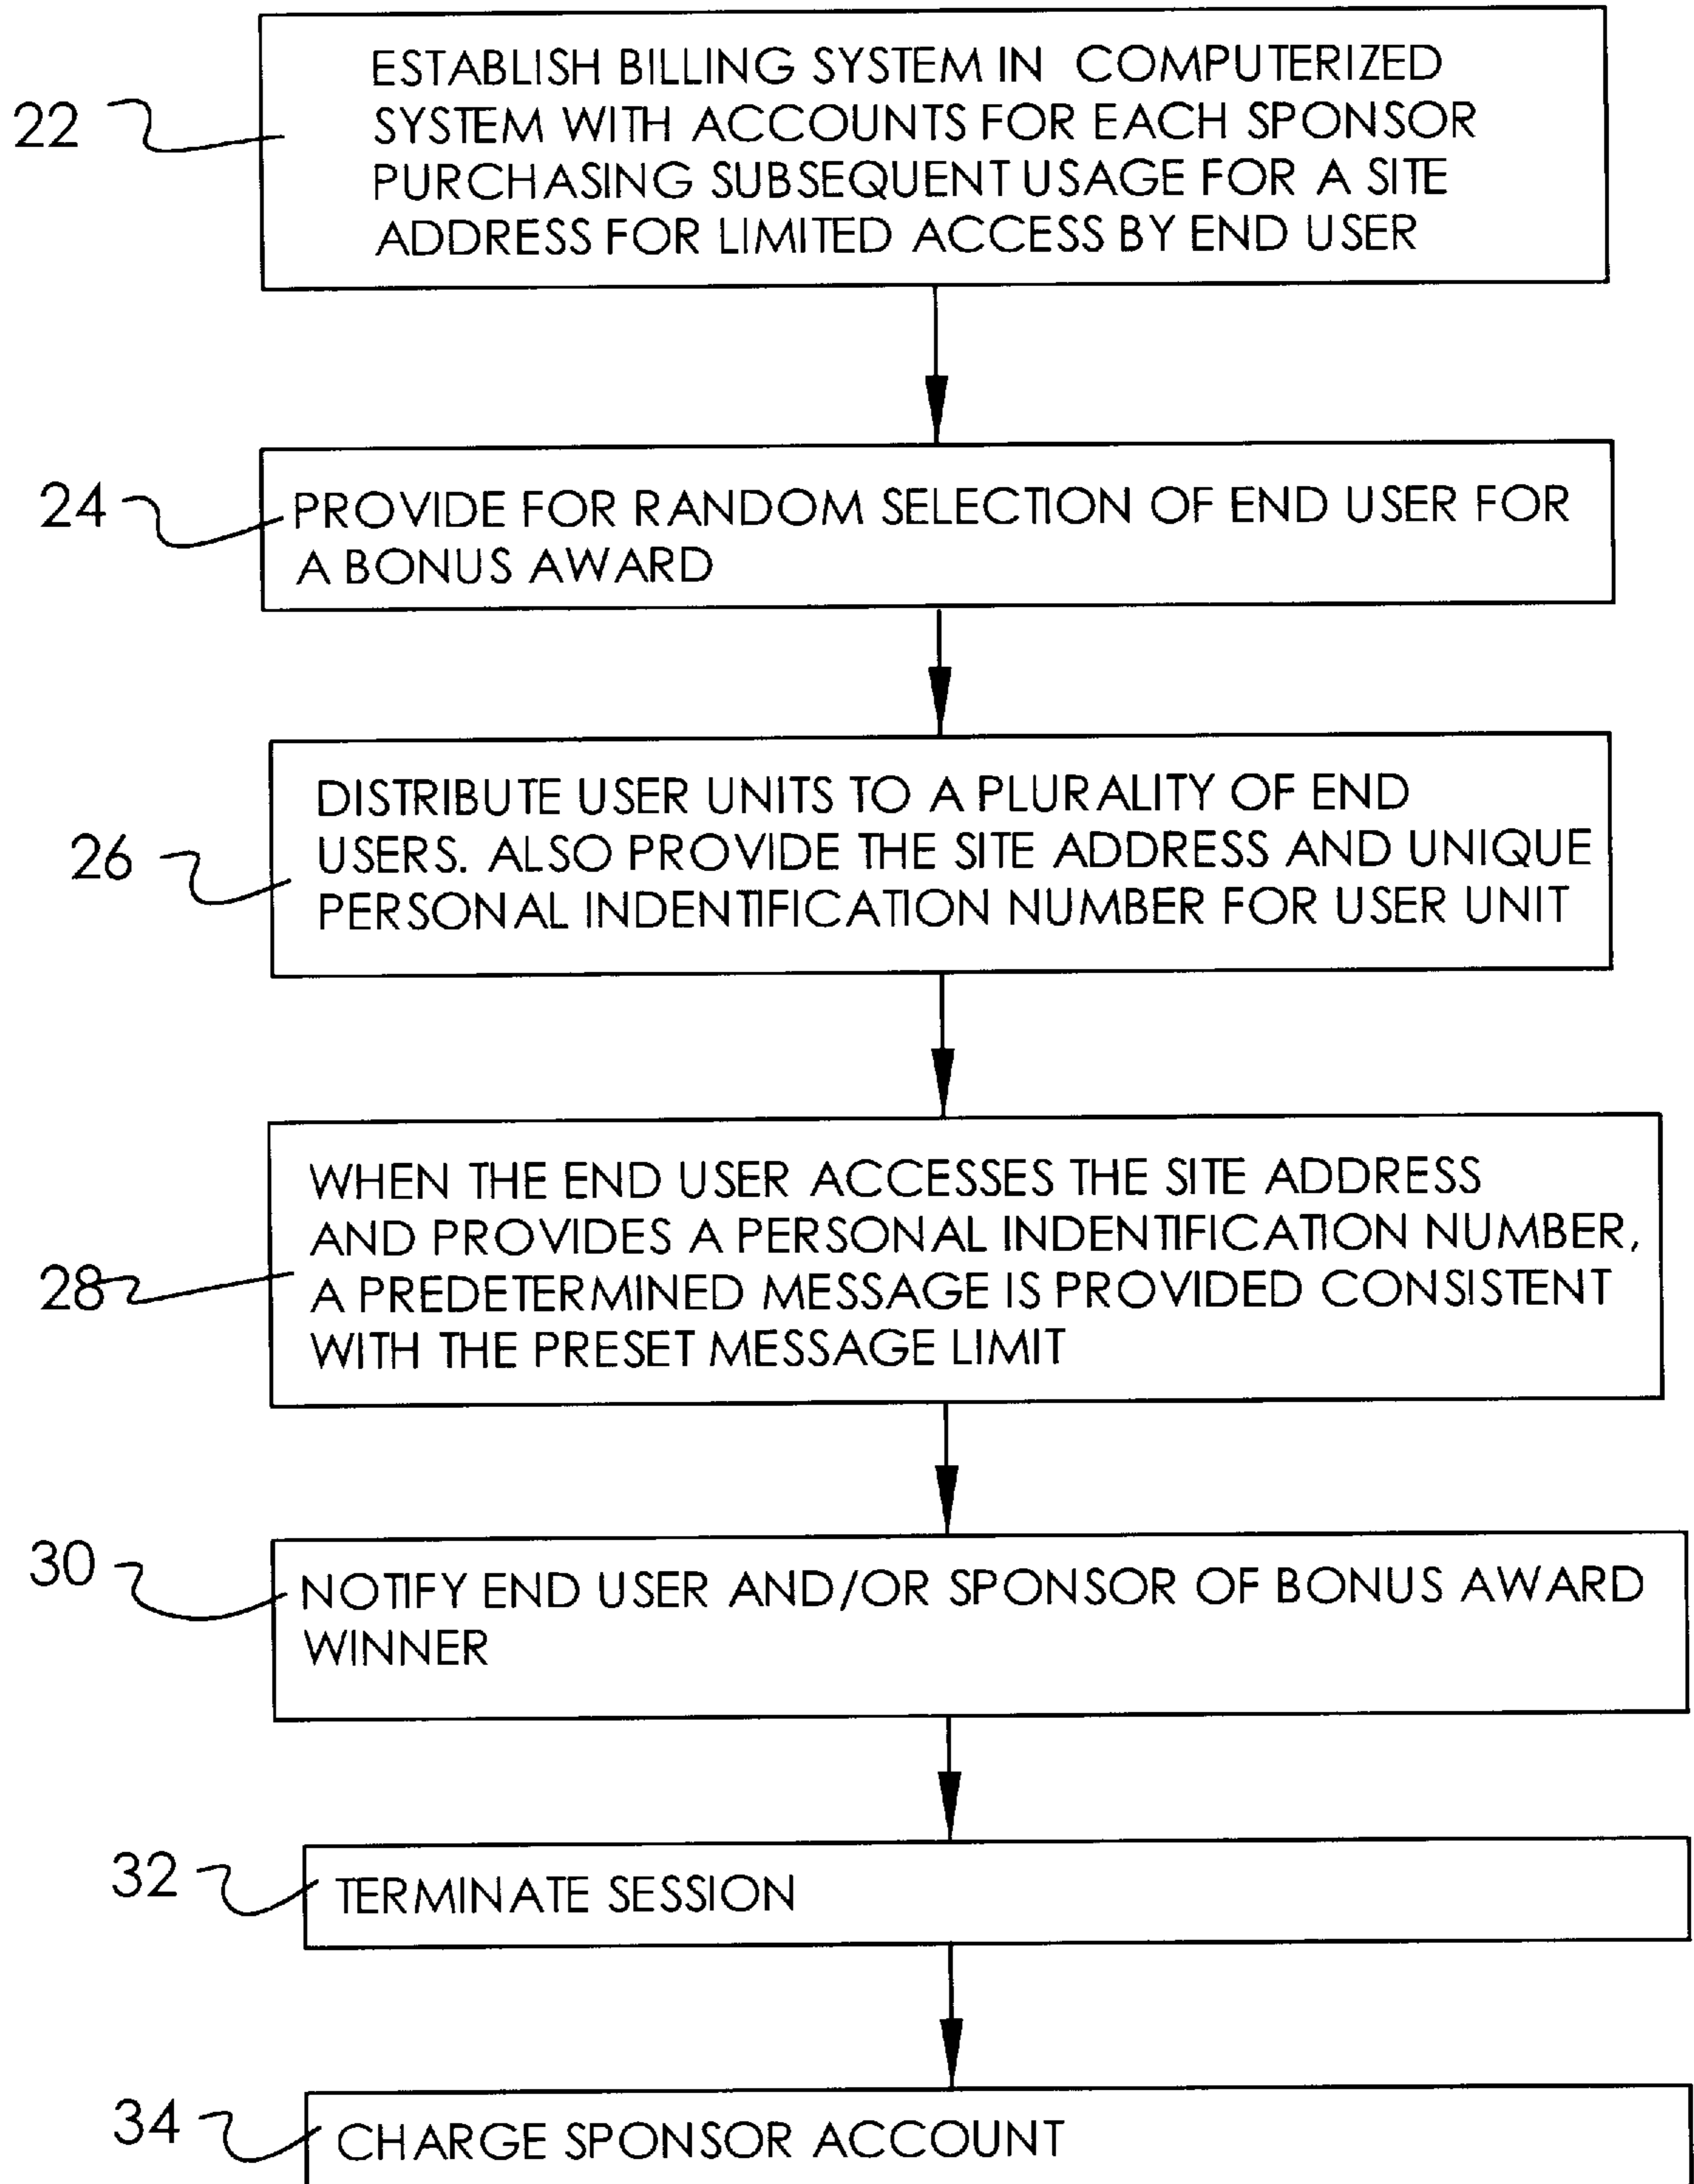 22
ESTABLISH BILLING SYSTEM IN COMPUTERIZED
SYSTEM WITH ACCOUNTS FOR EACH SPONSOR
PURCHASING SUBSEQUENT USAGE FOR A SITE
ADDRESS FOR LIMITED ACCESS BY END USER
24
PROVIDE FOR RANDOM SELECTION OF END USER FOR
A BONUS AWARD
26
DISTRIBUTE USER UNITS TO A PLURALITY OF END
USERS. ALSO PROVIDE THE SITE ADDRESS AND UNIQUE
PERSONAL INDENTIFICATION NUMBER FOR USER UNIT
28
WHEN THE END USER ACCESSES THE SITE ADDRESS
AND PROVIDES A PERSONAL INDENTIFICATION NUMBER,
A PREDETERMINED MESSAGE IS PROVIDED CONSISTENT
WITH THE PRESET MESSAGE LIMIT
30
NOTIFY END USER AND/OR SPONSOR OF BONUS AWARD
WINNER
32
TERMINATE SESSION
34
CHARGE SPONSOR ACCOUNT